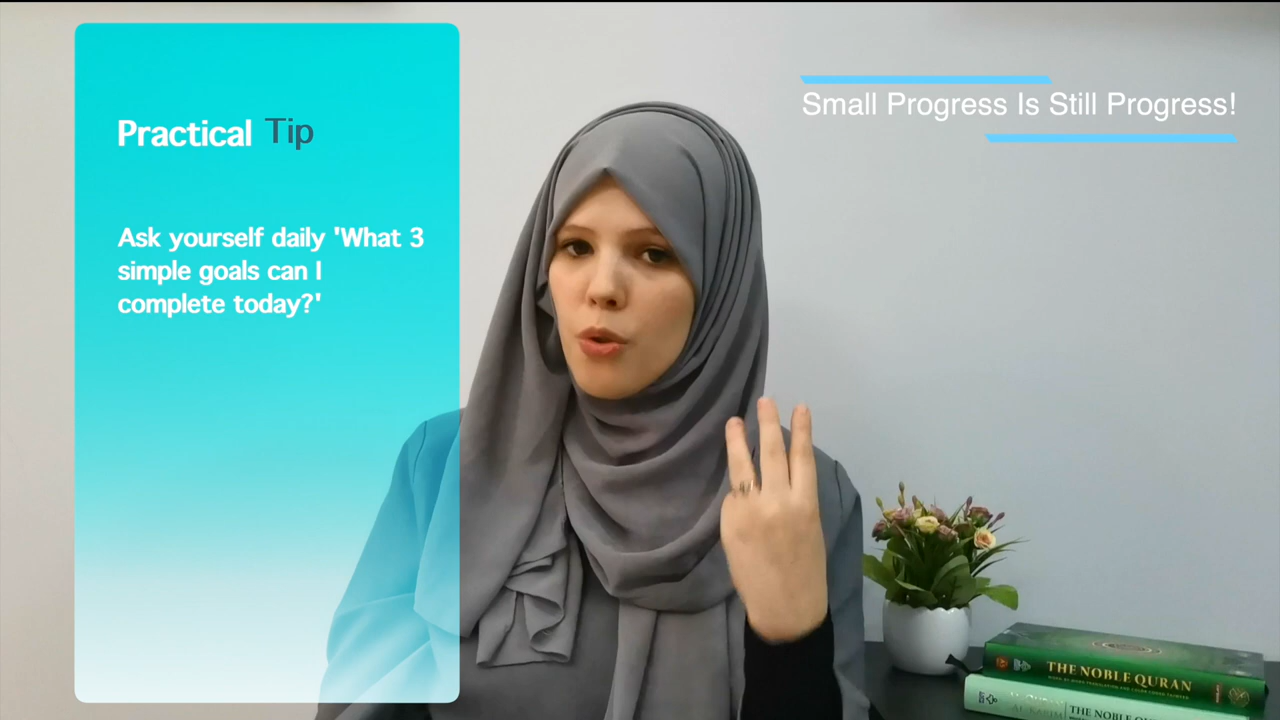 Practical Tip
Ask yourself daily 'What 3
simple goals can I
complete today?'
Small Progress Is Still Progress!
THE NOBLE QURAN
THE NOBLE QU